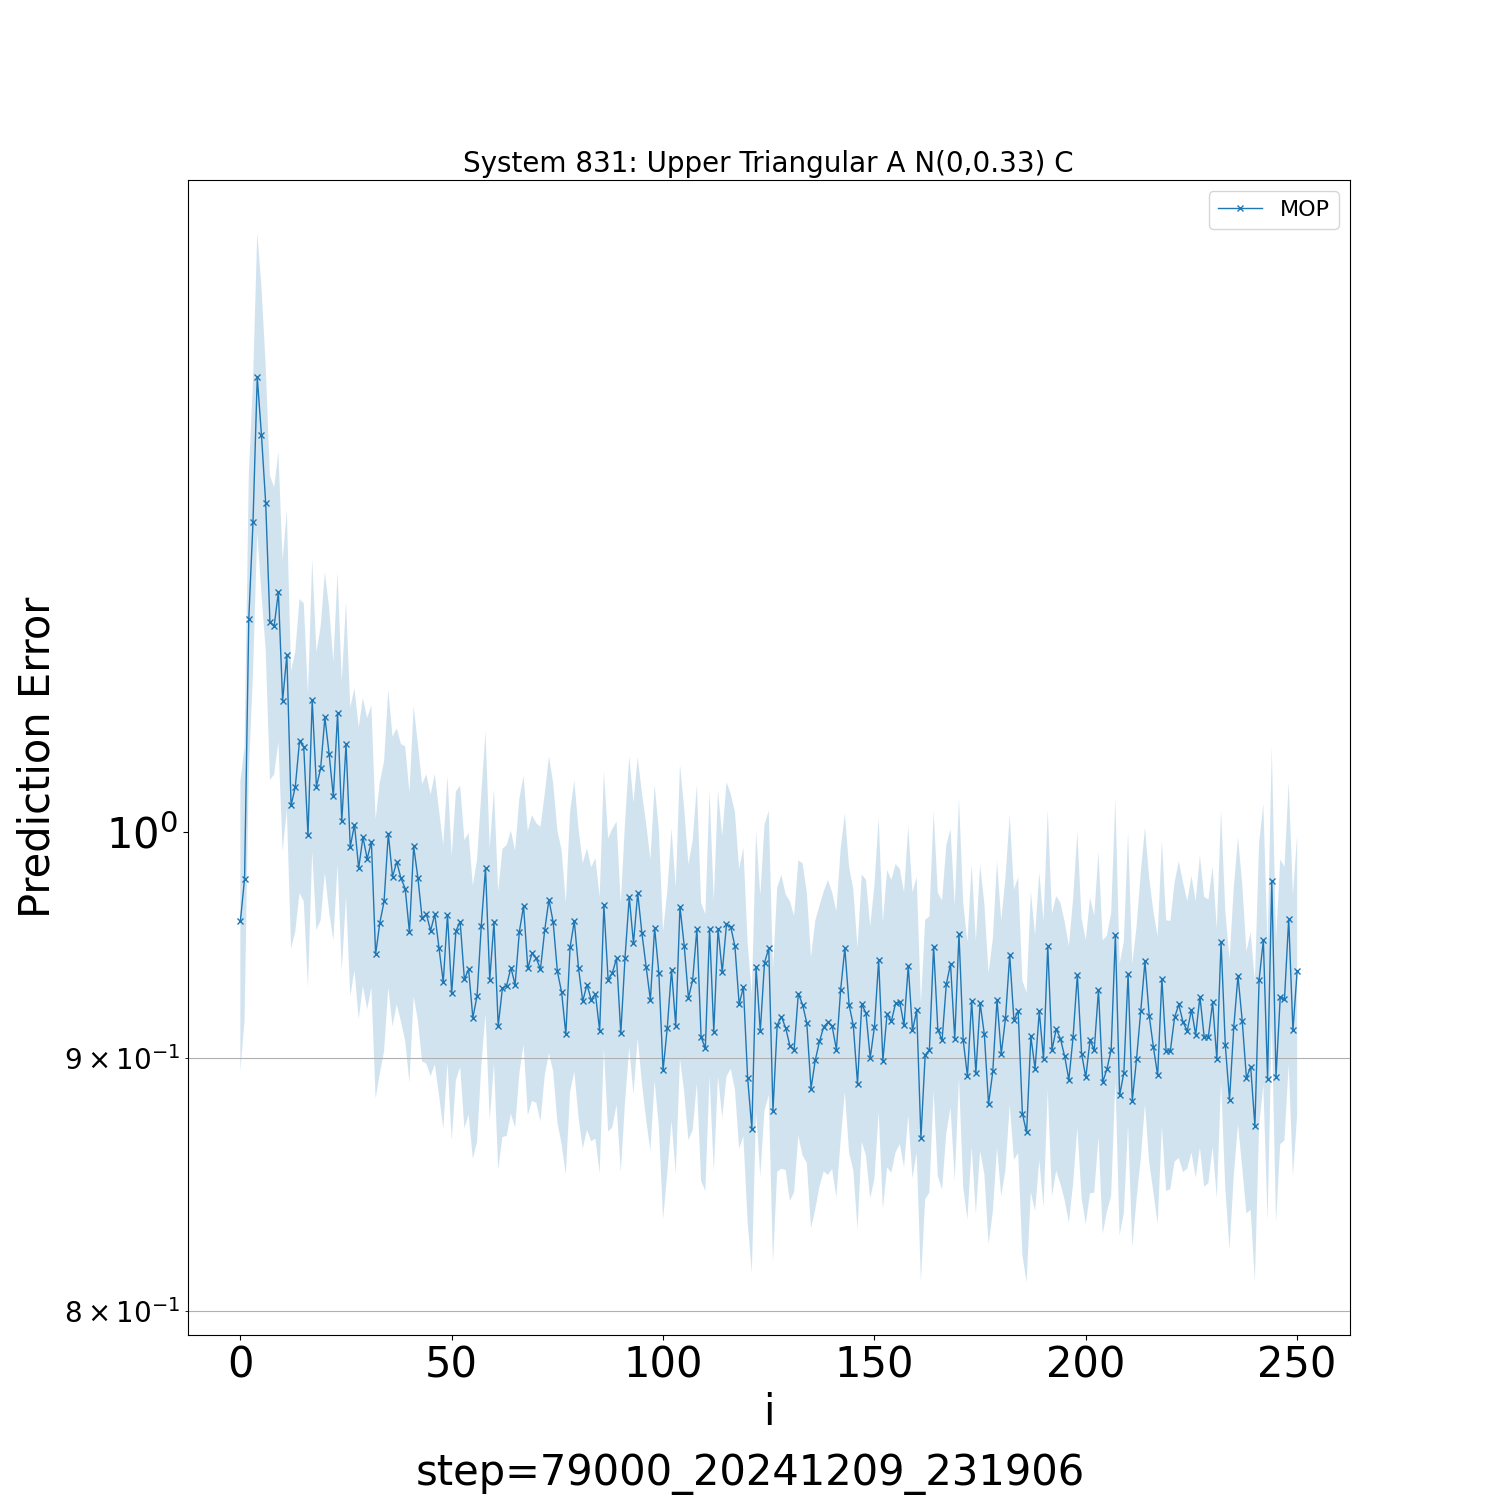 System 831: Upper Triangular A N(0,0.33) C
MOP
Prediction Error
10⁰
9 × 10⁻¹
8 × 10⁻¹
0 50 100 150 200 250
i
step=79000_20241209_231906